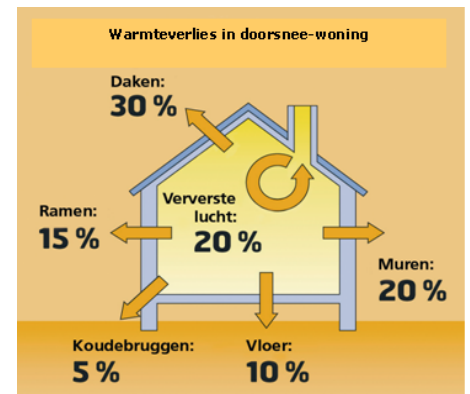 Warmteverlies in doorsnee-woning
Daken:
30 %
Ververste
lucht:
20 %
Ramen:
15 %
Muren:
20 %
Koudebruggen:
5 %
Vloer:
10 %